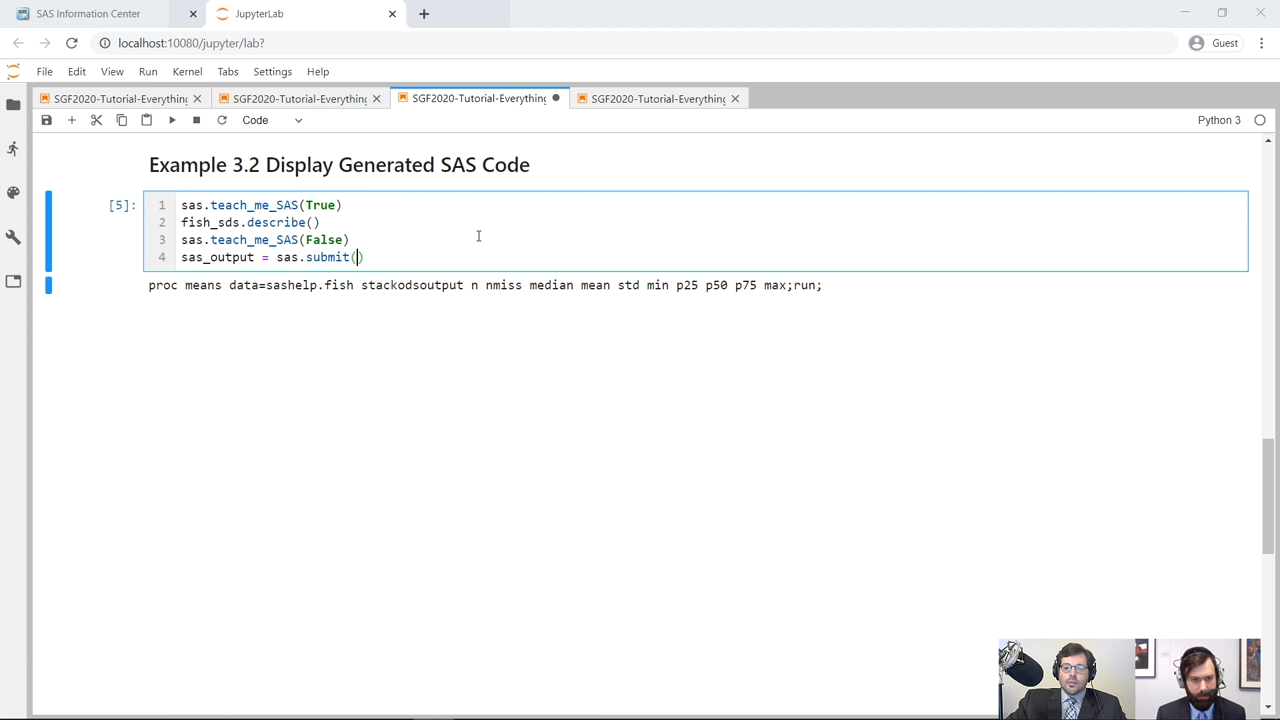 SAS Information Center
JupyterLab
localhost:10080/jupyter/lab?
Guest
File Edit View Run Kernel Tabs Settings Help
SGF2020-Tutorial-Everything
SGF2020-Tutorial-Everything
SGF2020-Tutorial-Everything
SGF2020-Tutorial-Everything
Code
Python 3
Example 3.2 Display Generated SAS Code
[5]:
1 sas.teach_me_SAS(True)
2 fish_sds.describe()
3 sas.teach_me_SAS(False)
4 sas_output = sas.submit()
proc means data=sashelp.fish stackodsoutput n nmiss median mean std min p25 p50 p75 max;run;